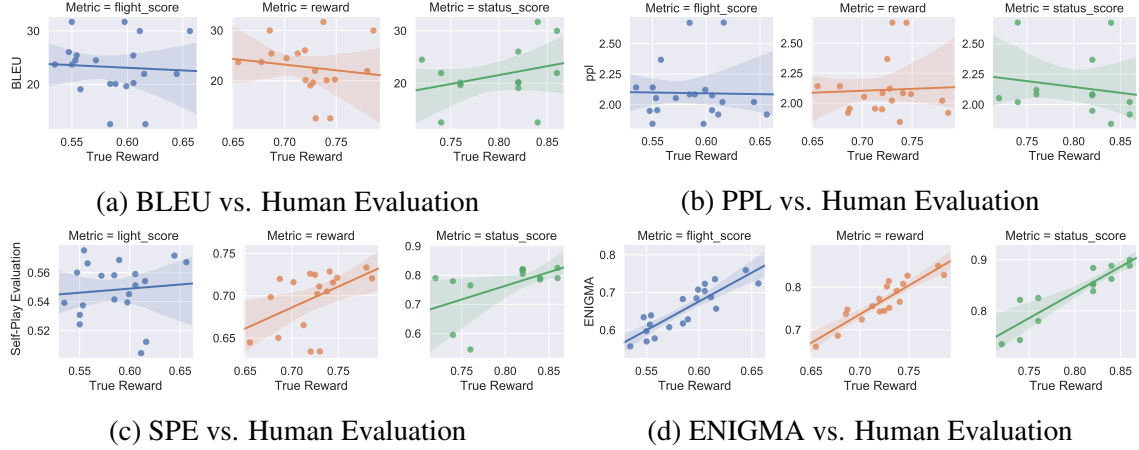 Metric = flight_score Metric = reward Metric = status_score
BLEU
30
20
30
20
30
20
0.55 0.60 0.65 0.65 0.70 0.75 0.75 0.80 0.85
True Reward True Reward True Reward
(a) BLEU vs. Human Evaluation
Metric = flight_score Metric = reward Metric = status_score
ppl
2.50
2.25
2.00
2.50
2.25
2.00
2.50
2.25
2.00
0.55 0.60 0.65 0.65 0.70 0.75 0.75 0.80 0.85
True Reward True Reward True Reward
(b) PPL vs. Human Evaluation
Metric = light_score Metric = reward Metric = status_score
Self-Play Evaluation
0.56
0.54
0.52
0.75
0.70
0.65
0.9
0.8
0.7
0.6
0.55 0.60 0.65 0.65 0.70 0.75 0.75 0.80 0.85
True Reward True Reward True Reward
(c) SPE vs. Human Evaluation
Metric = flight_score Metric = reward Metric = status_score
ENIGMA
0.8
0.7
0.6
0.8
0.7
0.9
0.8
0.55 0.60 0.65 0.65 0.70 0.75 0.75 0.80 0.85
True Reward True Reward True Reward
(d) ENIGMA vs. Human Evaluation